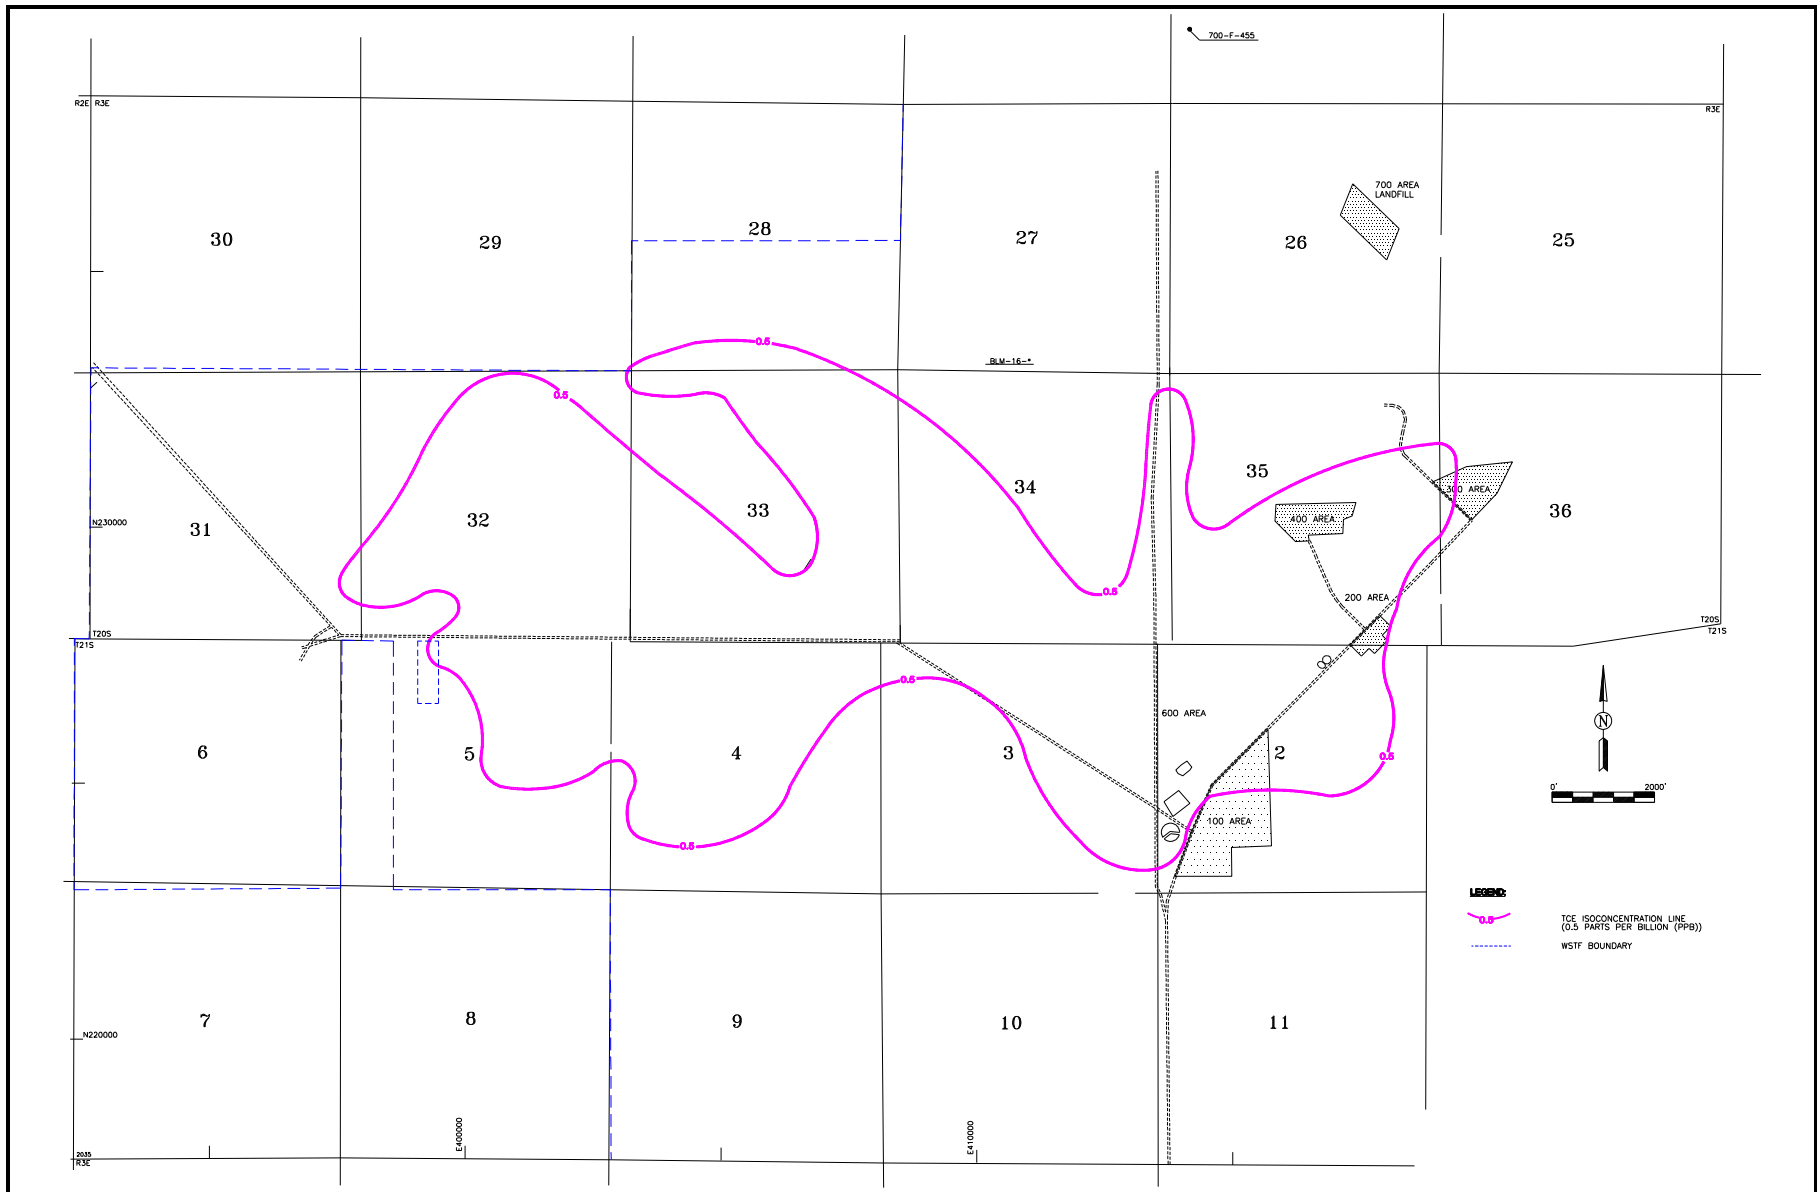 700-F-455
R2E R3E
R3E
700 AREA
LANDFILL
30
29
28
27
26
25
0.5
BLM-16-*
0.5
35
34
300 AREA
33
36
32
400 AREA
N230000
31
0.5
200 AREA
T20S
T21S
T20S
T21S
0.5
600 AREA
N
6
5
4
3
2
0.5
0' 2000'
100 AREA
0.5
LEGEND:
0.5
TCE ISOCONCENTRATION LINE
(0.5 PARTS PER BILLION (PPB))
WSTF BOUNDARY
7
8
9
10
11
N220000
E400000
E410000
2035
R3E